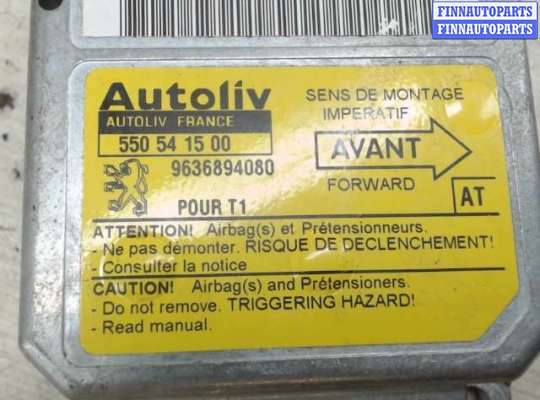 FINNAUTOPARTS
FINNAUTOPARTS
Autoliv
AUTOLIV FRANCE
550 54 15 00
9636894080
POUR T1
SENS DE MONTAGE
IMPERATIF
AVANT
FORWARD
AT
ATTENTION! Airbag(s) et Prétensionneurs.
- Ne pas démonter. RISQUE DE DECLENCHEMENT!
- Consulter la notice
CAUTION! Airbag(s) and Prétensioners.
- Do not remove. TRIGGERING HAZARD!
- Read manual.